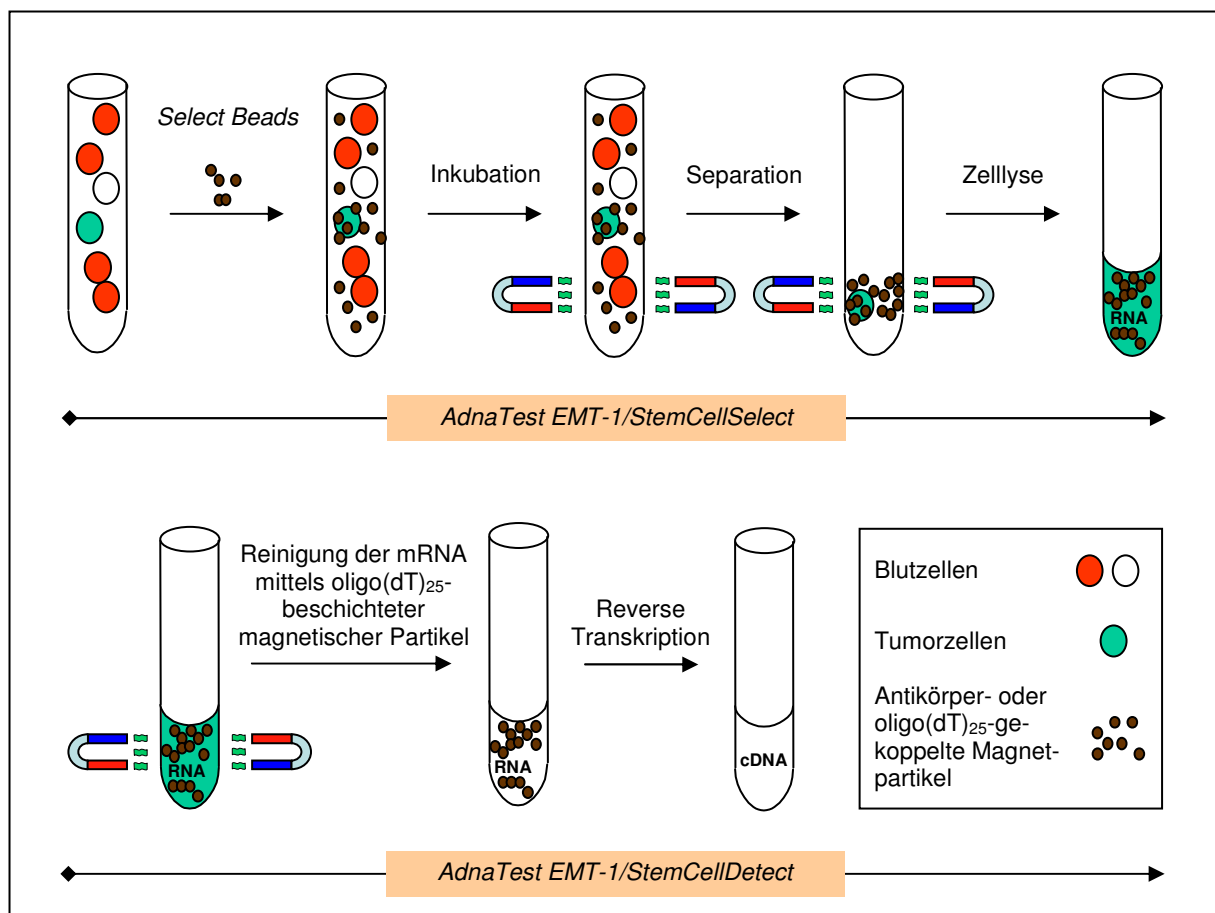 Select Beads
Inkubation
Separation
Zelllyse
RNA
AdnaTest EMT-1/StemCellSelect
Reinigung der mRNA
mittels oligo(dT)₂₅-
beschichteter
magnetischer Partikel
Reverse
Transkription
RNA
RNA
cDNA
Blutzellen
Tumorzellen
Antikörper- oder
oligo(dT)₂₅-ge-
koppelte Magnet-
partikel
AdnaTest EMT-1/StemCellDetect